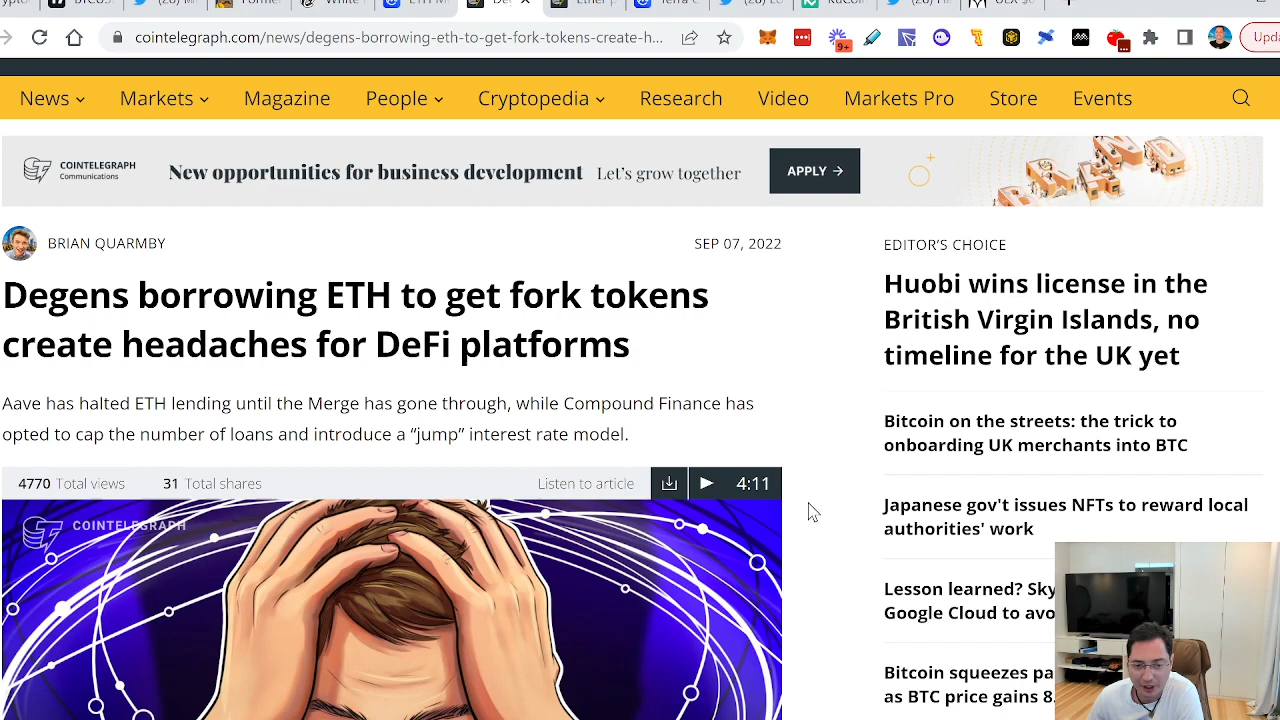 cointelegraph.com/news/degens-borrowing-eth-to-get-fork-tokens-create-h...
9+
News
Markets
Magazine
People
Cryptopedia
Research
Video
Markets Pro
Store
Events
COINTELEGRAPH
Communications
New opportunities for business development
Let's grow together
APPLY →
BRIAN QUARMBY
SEP 07, 2022
Degens borrowing ETH to get fork tokens
create headaches for DeFi platforms
Aave has halted ETH lending until the Merge has gone through, while Compound Finance has
opted to cap the number of loans and introduce a “jump” interest rate model.
4770 Total views
31 Total shares
Listen to article
4:11
COINTELEGRAPH
EDITOR’S CHOICE
Huobi wins license in the
British Virgin Islands, no
timeline for the UK yet
Bitcoin on the streets: the trick to
onboarding UK merchants into BTC
Japanese gov't issues NFTs to reward local
authorities' work
Lesson learned? Sky
Google Cloud to avo
Bitcoin squeezes pa
as BTC price gains 8.